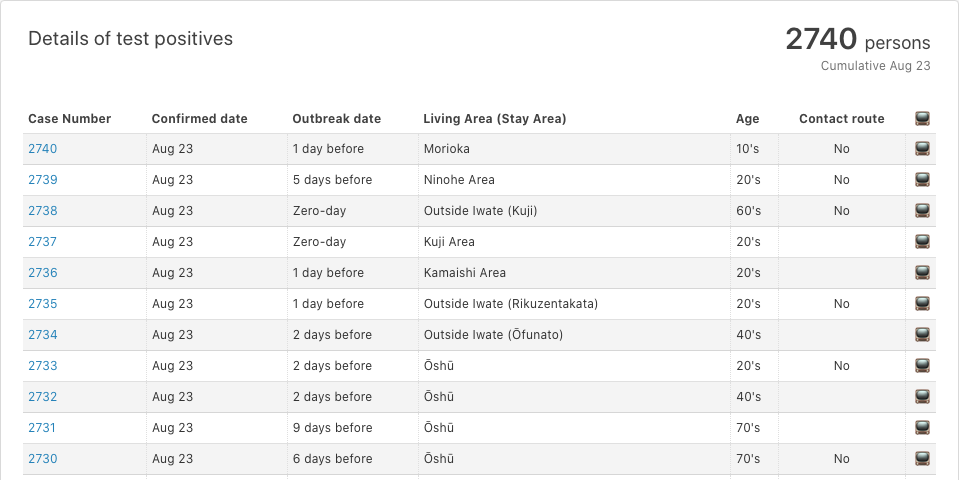 Details of test positives
2740 persons
Cumulative Aug 23
Case Number Confirmed date Outbreak date Living Area (Stay Area) Age Contact route
2740 Aug 23 1 day before Morioka 10's No
2739 Aug 23 5 days before Ninohe Area 20's No
2738 Aug 23 Zero-day Outside Iwate (Kuji) 60's No
2737 Aug 23 Zero-day Kuji Area 20's
2736 Aug 23 1 day before Kamaishi Area 20's
2735 Aug 23 1 day before Outside Iwate (Rikuzentakata) 20's No
2734 Aug 23 2 days before Outside Iwate (Ōfunato) 40's
2733 Aug 23 2 days before Ōshū 20's No
2732 Aug 23 2 days before Ōshū 40's
2731 Aug 23 9 days before Ōshū 70's
2730 Aug 23 6 days before Ōshū 70's No